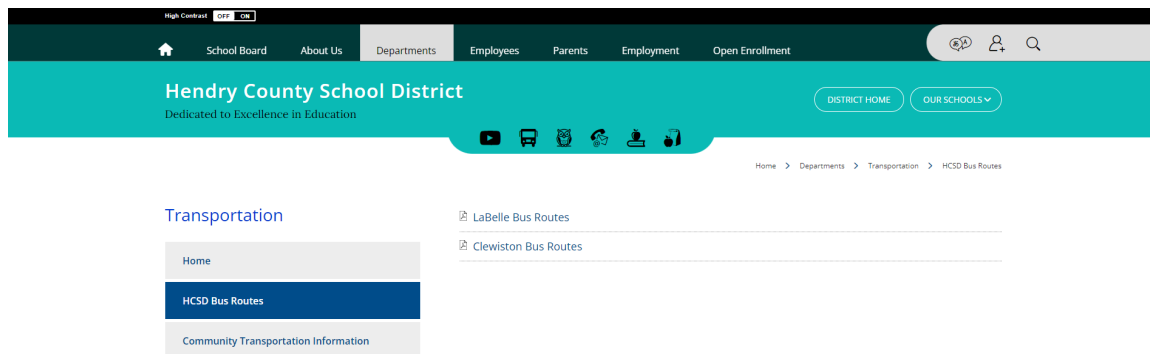 High Contrast OFF ON
School Board About Us Departments Employees Parents Employment Open Enrollment
Hendry County School District
Dedicated to Excellence in Education
DISTRICT HOME OUR SCHOOLS
Home > Departments > Transportation > HCSD Bus Routes
Transportation
Home
HCSD Bus Routes
Community Transportation Information
LaBelle Bus Routes
Clewiston Bus Routes